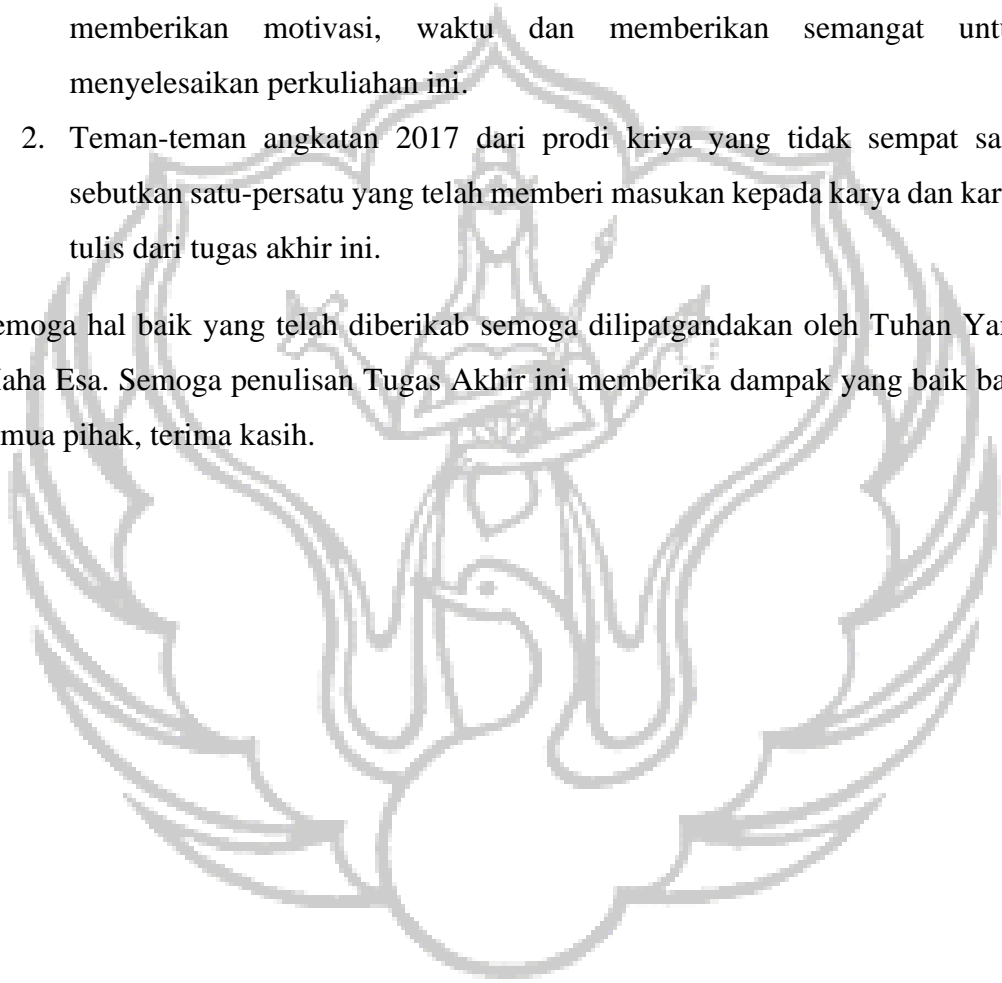 memberikan motivasi, waktu dan memberikan semangat untu
menyelesaikan perkuliahan ini.
2. Teman-teman angkatan 2017 dari prodi kriya yang tidak sempat sa
sebutkan satu-persatu yang telah memberi masukan kepada karya dan kar
tulis dari tugas akhir ini.
emoga hal baik yang telah diberikab semoga dilipatgandakan oleh Tuhan Yan
aha Esa. Semoga penulisan Tugas Akhir ini memberika dampak yang baik ba
mua pihak, terima kasih.